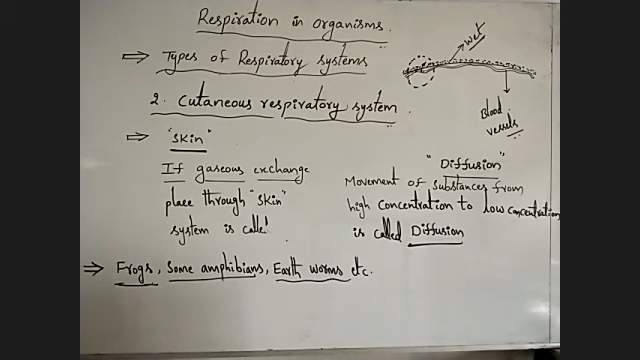 Respiration in organisms.
⇒ Types of Respiratory systems
2. Cutaneous respiratory system.
⇒ "Skin"
If gaseous exchange
place through "skin"
system is called
wet
Blood
vessels
"Diffusion"
Movement of substances from
high concentration to low concentration
is called Diffusion
⇒ Frogs, Some amphibians, Earth worms etc.